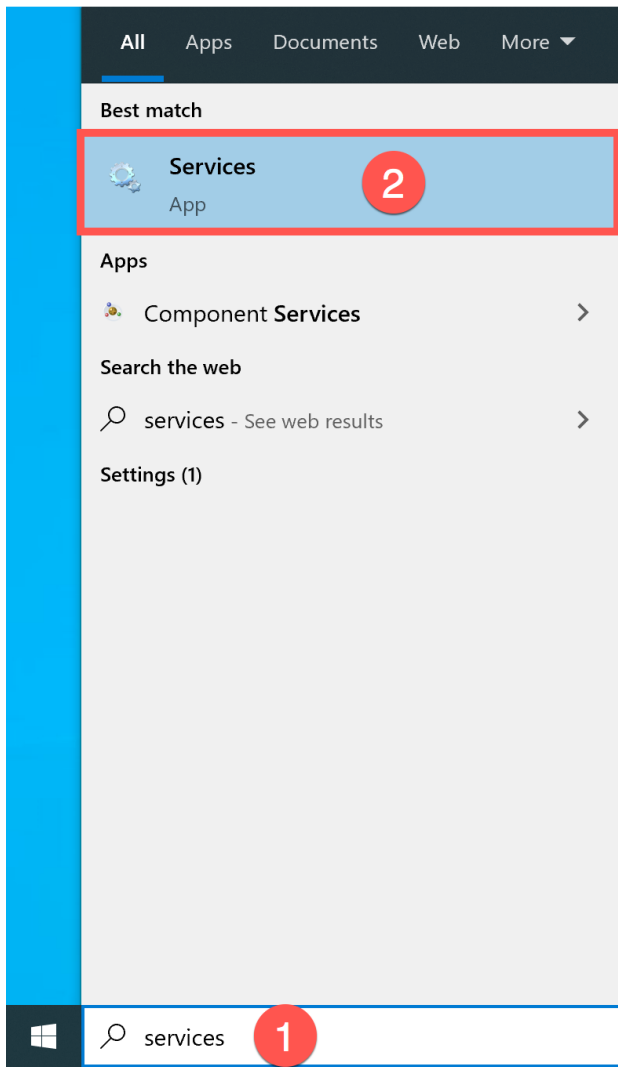 All Apps Documents Web More
Best match
Services
2
App
Apps
Component Services
Search the web
services - See web results
Settings (1)
services 1